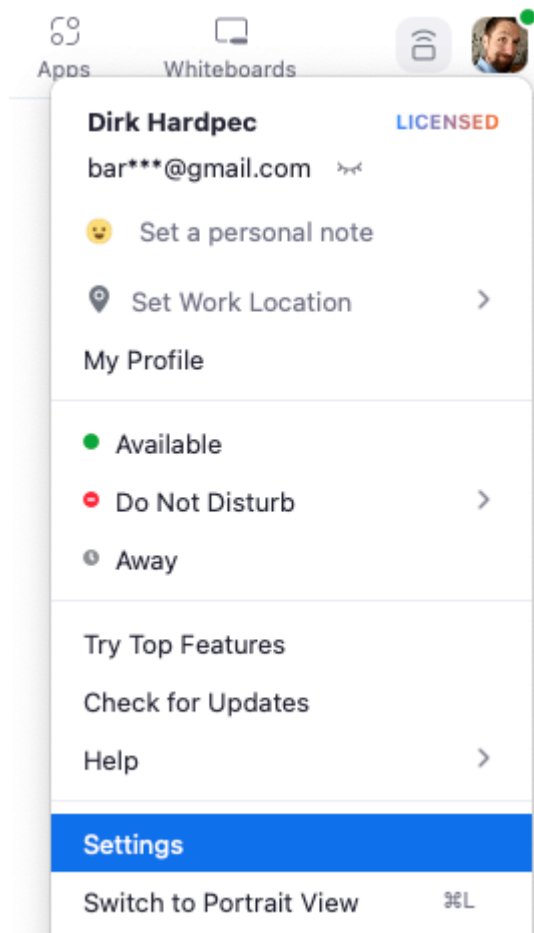 Apps Whiteboards
Dirk Hardpec LICENSED
bar***@gmail.com
Set a personal note
Set Work Location
My Profile
Available
Do Not Disturb
Away
Try Top Features
Check for Updates
Help
Settings
Switch to Portrait View ⌘L